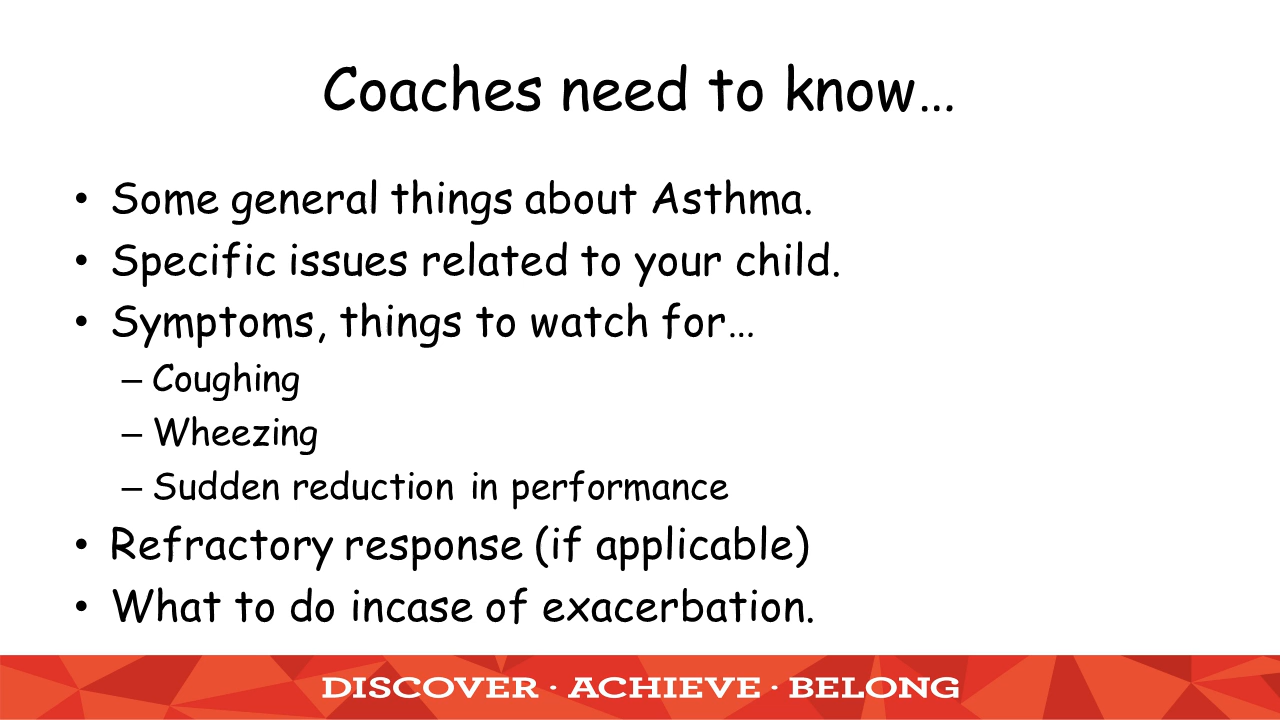 Coaches need to know…
• Some general things about Asthma.
• Specific issues related to your child.
• Symptoms, things to watch for…
– Coughing
– Wheezing
– Sudden reduction in performance
• Refractory response (if applicable)
• What to do incase of exacerbation.
DISCOVER · ACHIEVE · BELONG